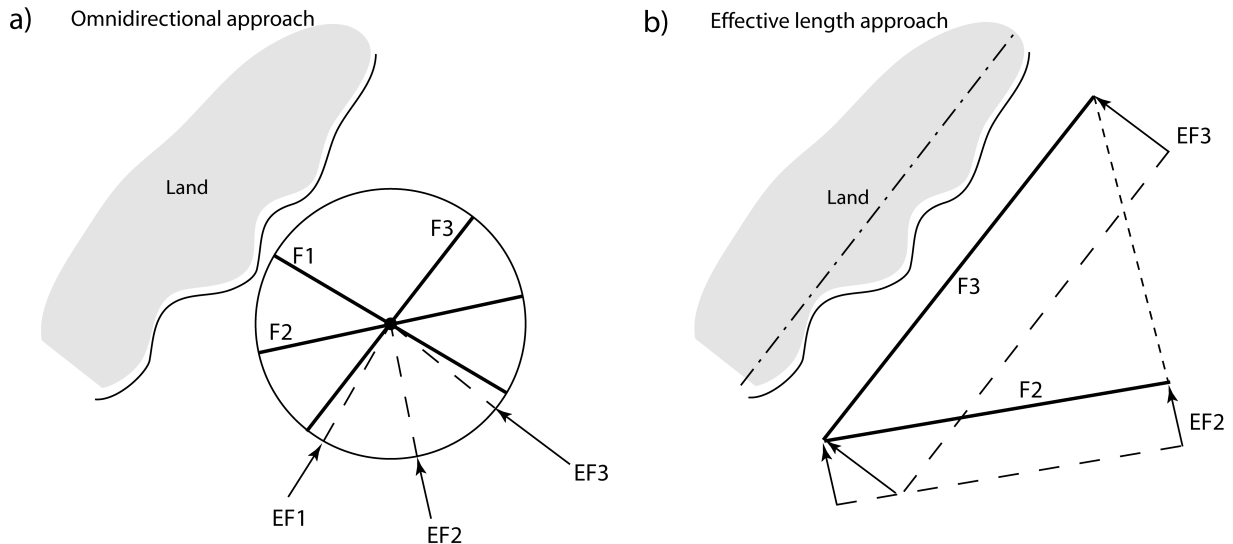 a) Omnidirectional approach
Land
F3
F1
F2
EF1
EF2
EF3
b) Effective length approach
EF3
Land
F3
F2
EF2